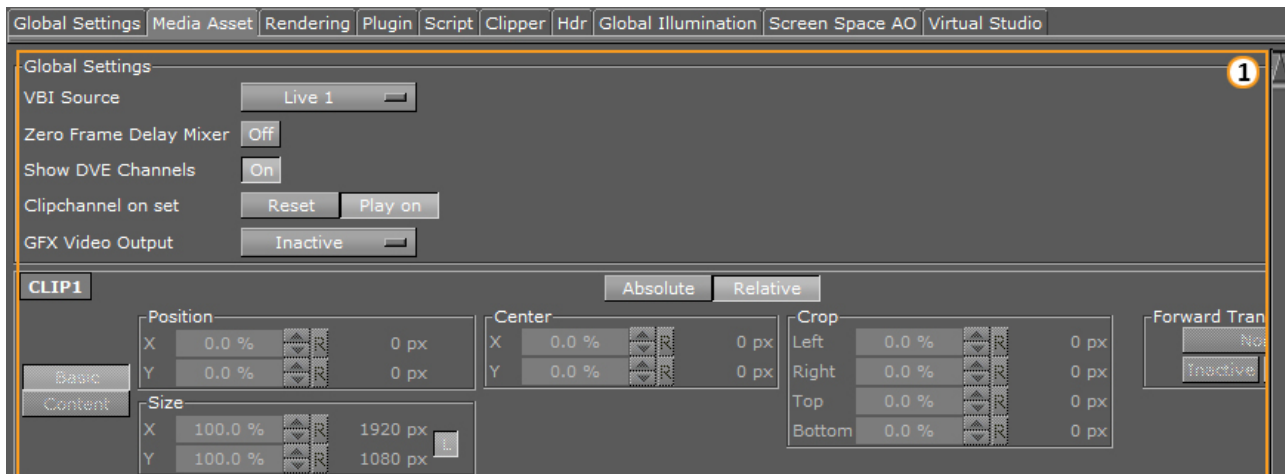 Global Settings Media Asset Rendering Plugin Script Clipper Hdr Global Illumination Screen Space AO Virtual Studio
Global Settings
1
VBI Source Live 1
Zero Frame Delay Mixer Off
Show DVE Channels On
Clipchannel on set Reset Play on
GFX Video Output Inactive
CLIP1 Absolute Relative
Position Center Crop Forward Tran
X 0.0 % R 0 px X 0.0 % R 0 px Left 0.0 % R 0 px No
Y 0.0 % R 0 px Y 0.0 % R 0 px Right 0.0 % R 0 px Inactive
Basic
Content
Size Top 0.0 % R 0 px
X 100.0 % R 1920 px L Bottom 0.0 % R 0 px
Y 100.0 % R 1080 px